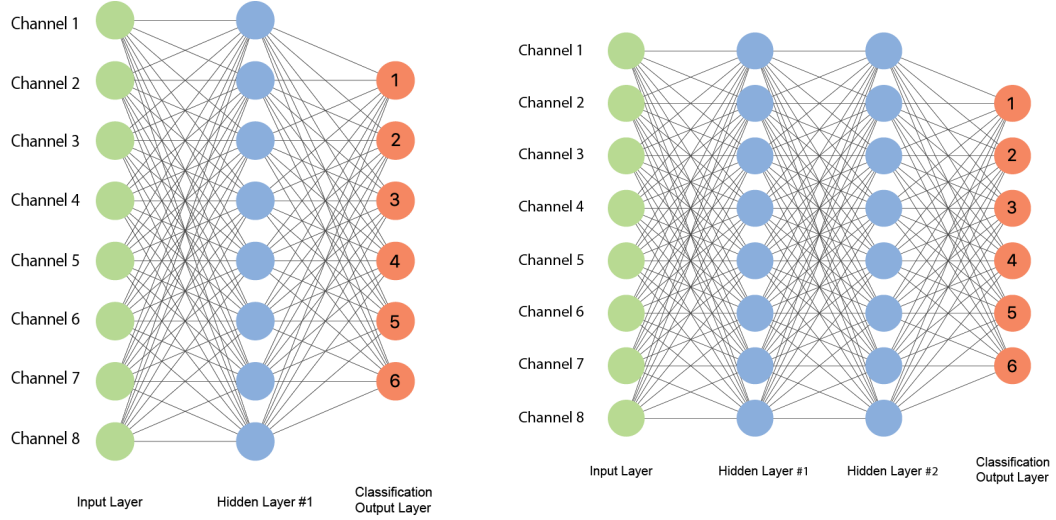 Channel 1
Channel 2
Channel 3
Channel 4
Channel 5
Channel 6
Channel 7
Channel 8
1
2
3
4
5
6
Input Layer
Hidden Layer #1
Classification
Output Layer
Channel 1
Channel 2
Channel 3
Channel 4
Channel 5
Channel 6
Channel 7
Channel 8
1
2
3
4
5
6
Input Layer
Hidden Layer #1
Hidden Layer #2
Classification
Output Layer